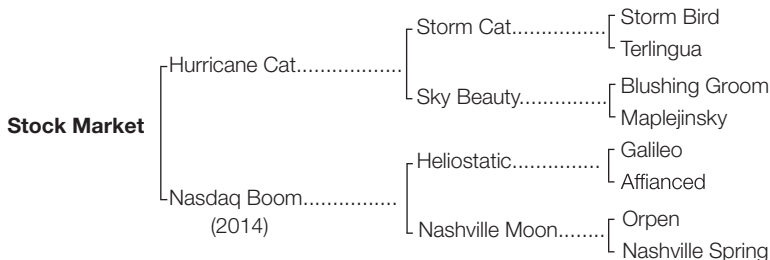 Storm Cat.......................... Storm Bird
Terlingua
Hurricane Cat..................
Sky Beauty................ Blushing Groom
Maplejinsky
Stock Market
Heliostatic............... Galileo
Affianced
Nasdaq Boom................
(2014)
Nashville Moon........ Orpen
Nashville Spring